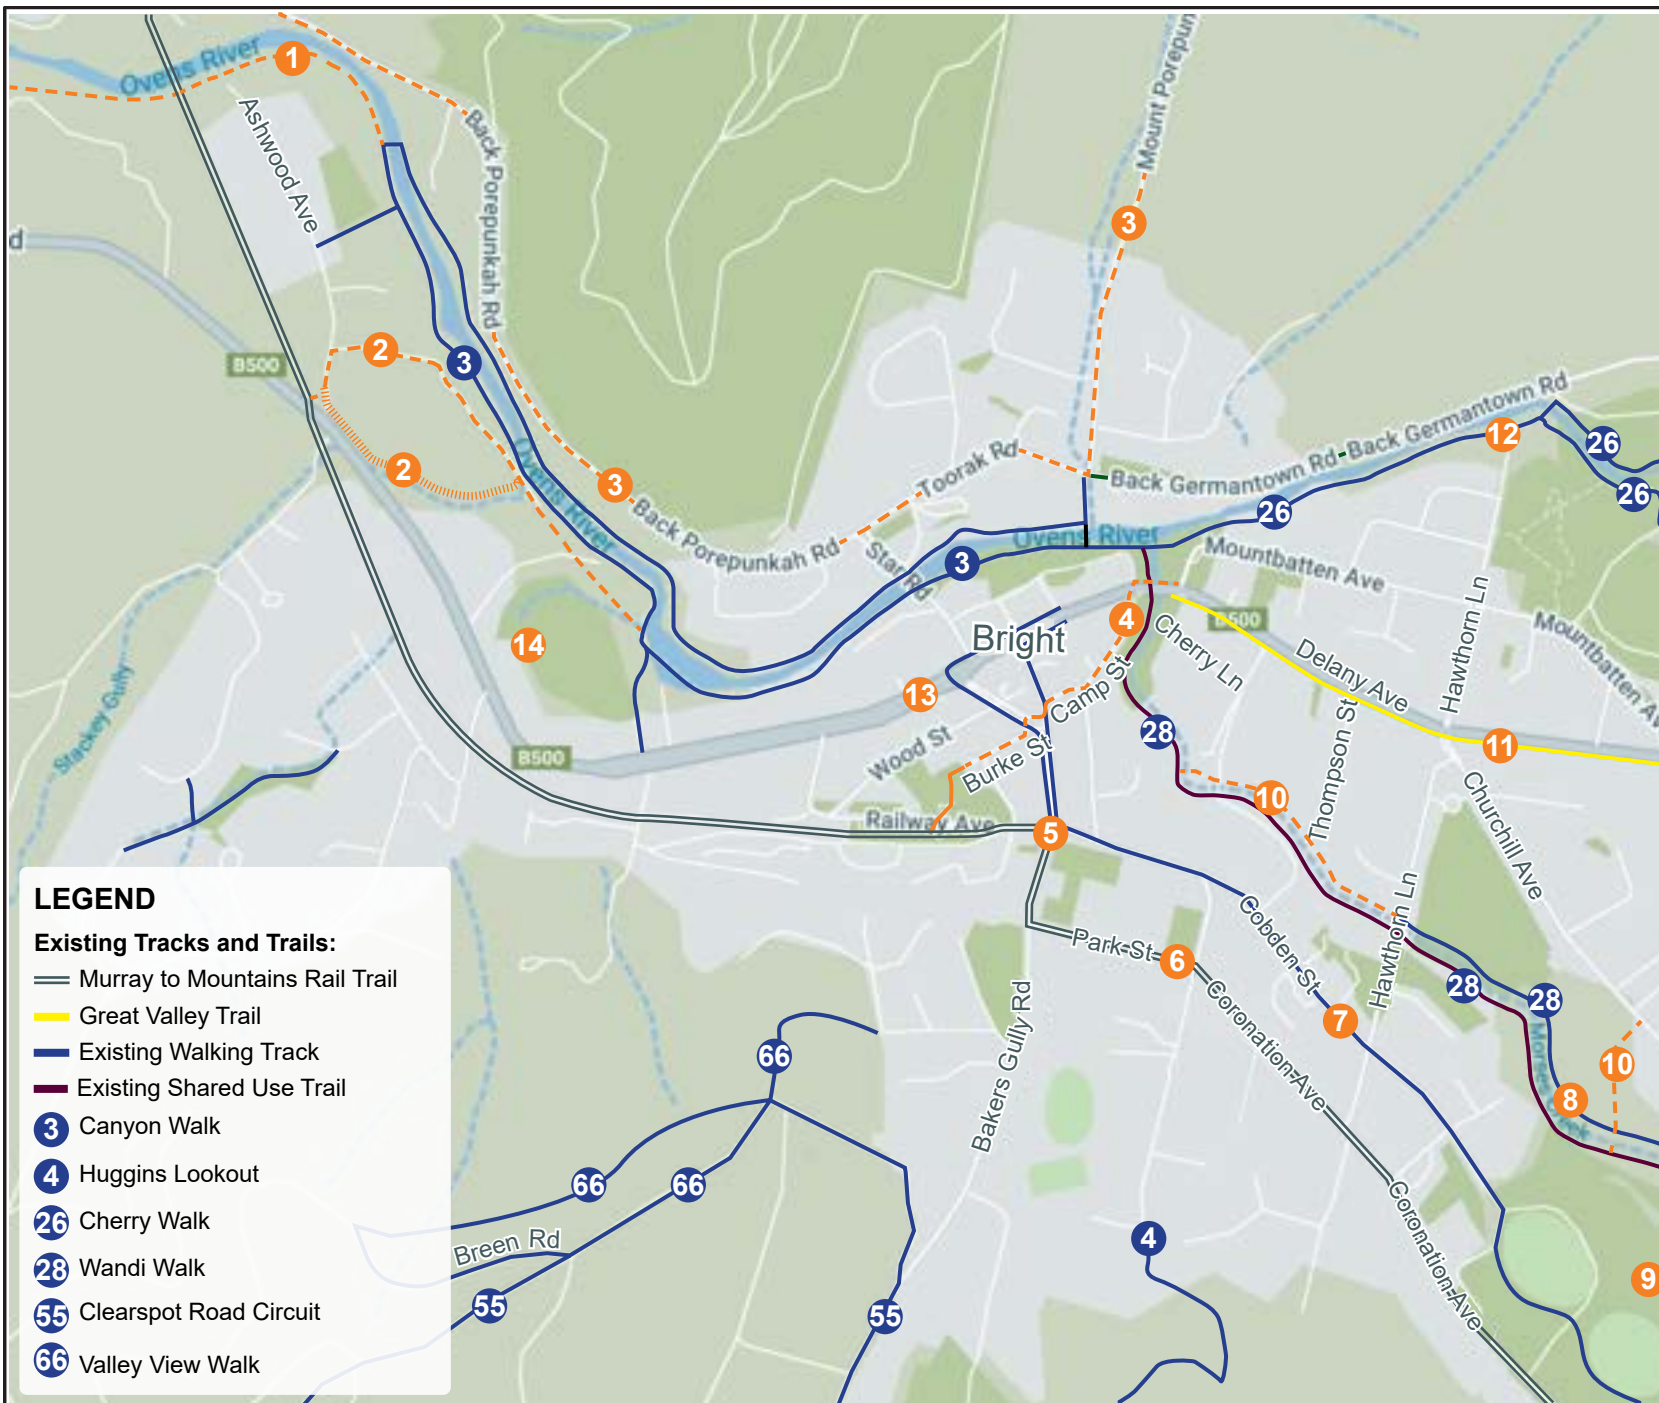 Ovens River
1
Ashwood Ave
Back Porepunkah Rd
Mount Porepun
3
d
B500
2
3
2
3
Ovens River
Back Porepunkah Rd
Toorak Rd
Back Germantown Rd
Back Germantown Rd
12
26
26
26
Ovens River
3
Star Rd
Mountbatten Ave
Hawthorn Ln
Mountbatten Av
4
B500
Bright
Cherry Ln
Delany Ave
14
13
Camp St
28
11
Stackey Gully
B500
Wood St
Burke St
Thompson St
Churchill Ave
10
Railway Ave
5
Cobden St
Hawthorn Ln
Park St
6
28
28
Coronation Ave
7
Bakers Gully Rd
Morses Creek
10
8
66
66
66
Breen Rd
55
55
4
Coronation Ave
9
LEGEND
Existing Tracks and Trails:
Murray to Mountains Rail Trail
Great Valley Trail
Existing Walking Track
Existing Shared Use Trail
3 Canyon Walk
4 Huggins Lookout
26 Cherry Walk
28 Wandi Walk
55 Clearspot Road Circuit
66 Valley View Walk